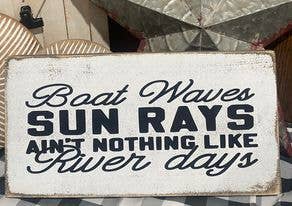 Boat Waves
SUN RAYS
AIN'T NOTHING LIKE
River days